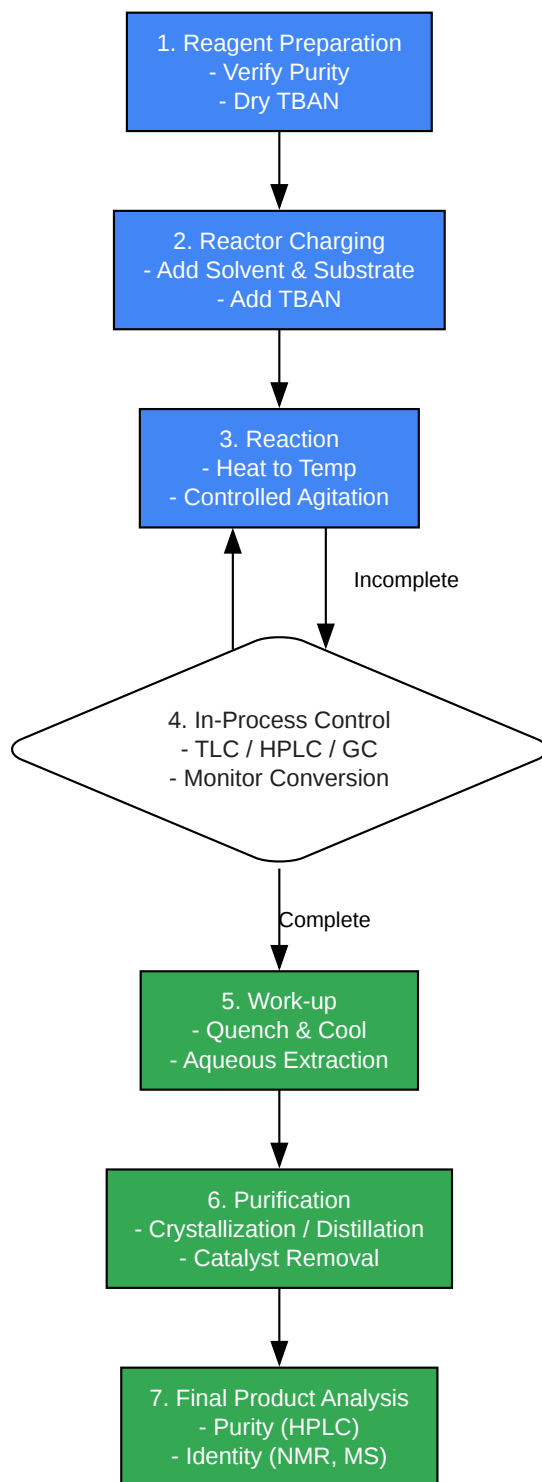 1. Reagent Preparation
- Verify Purity
- Dry TBAN
2. Reactor Charging
- Add Solvent & Substrate
- Add TBAN
3. Reaction
- Heat to Temp
- Controlled Agitation
Incomplete
4. In-Process Control
- TLC / HPLC / GC
- Monitor Conversion
Complete
5. Work-up
- Quench & Cool
- Aqueous Extraction
6. Purification
- Crystallization / Distillation
- Catalyst Removal
7. Final Product Analysis
- Purity (HPLC)
- Identity (NMR, MS)